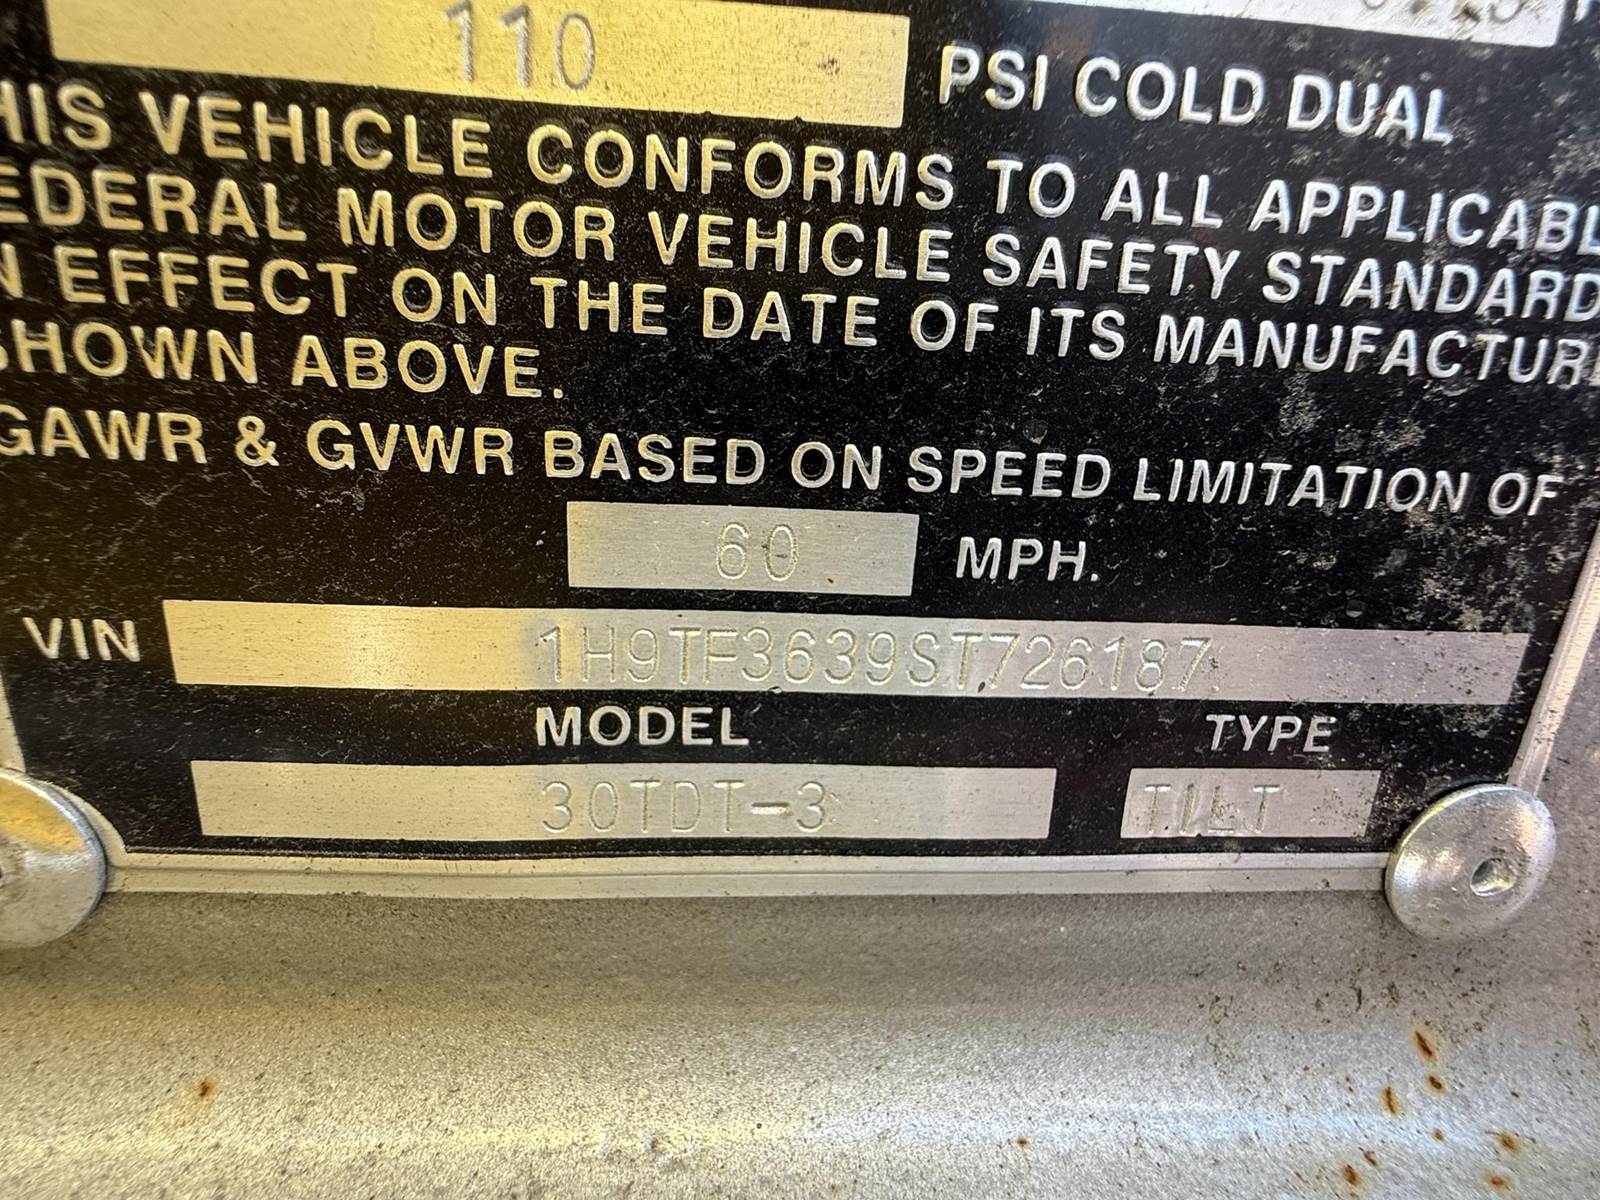 110 PSI COLD DUAL
HIS VEHICLE CONFORMS TO ALL APPLICABL
EDERAL MOTOR VEHICLE SAFETY STANDARD
N EFFECT ON THE DATE OF ITS MANUFACTUR
SHOWN ABOVE.
GAWR & GVWR BASED ON SPEED LIMITATION OF
60 MPH.
VIN 1H9TF3639ST726187
MODEL TYPE
30TDT-3 TILT